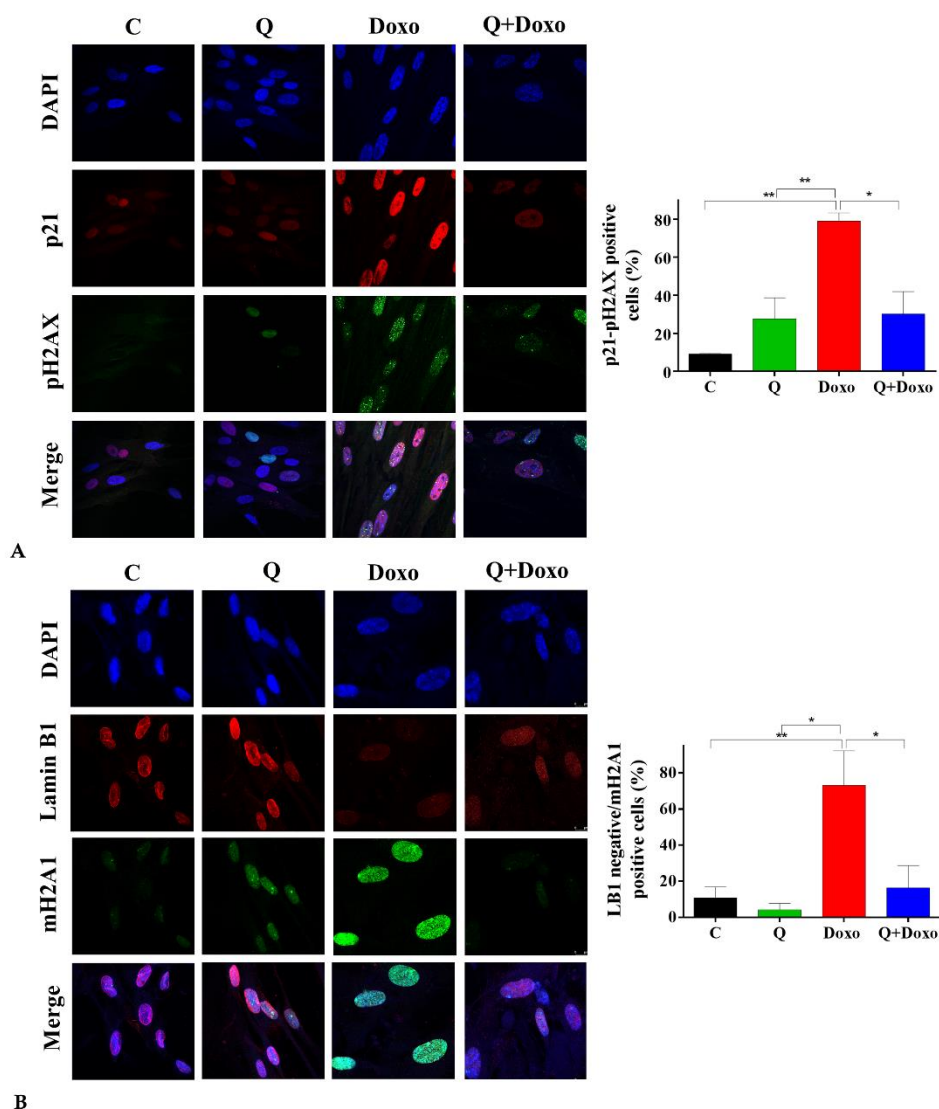 C Q Doxo Q+Doxo
DAPI
p21
pH2AX
Merge
p21-pH2AX positive
cells (%)
** ** *
80
60
40
20
0
C Q Doxo Q+Doxo
A
C Q Doxo Q+Doxo
DAPI
Lamin B1
mH2A1
Merge
LB1 negative/mH2A1
positive cells (%)
** * *
80
60
40
20
0
C Q Doxo Q+Doxo
B